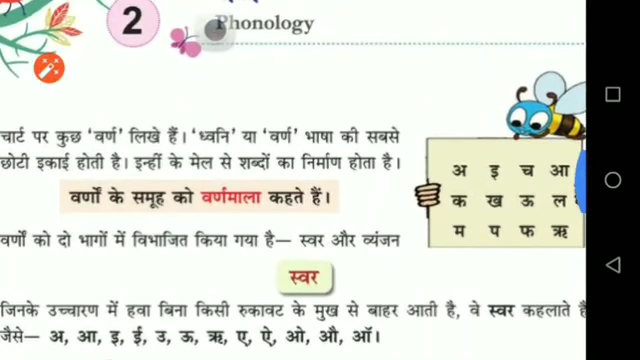 2
Phonology
चार्ट पर कुछ ‘वर्ण’ लिखे हैं। ‘ध्वनि’ या ‘वर्ण’ भाषा की सबसे
छोटी इकाई होती है। इन्हीं के मेल से शब्दों का निर्माण होता है।
वर्णों के समूह को वर्णमाला कहते हैं।
वर्णों को दो भागों में विभाजित किया गया है— स्वर और व्यंजन
अ इ च आ
क ख ऊ ल
म प फ ऋ
स्वर
जिनके उच्चारण में हवा बिना किसी रुकावट के मुख से बाहर आती है, वे स्वर कहलाते हैं
जैसे— अ, आ, इ, ई, उ, ऊ, ऋ, ए, ऐ, ओ, औ, ऑ।